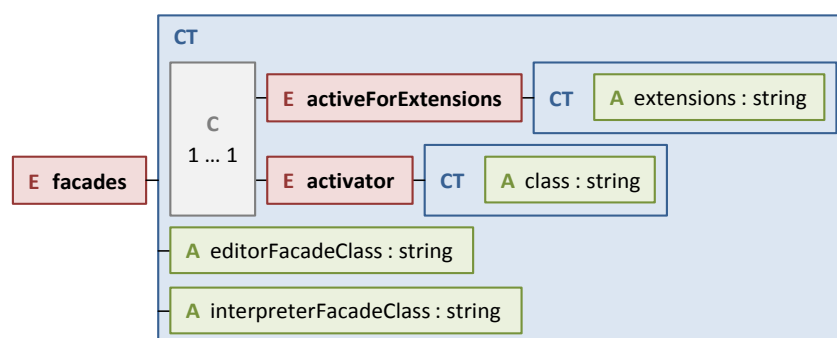 CT
E activeForExtensions
CT
A extensions : string
C
1 ... 1
E facades
E activator
CT
A class : string
A editorFacadeClass : string
A interpreterFacadeClass : string